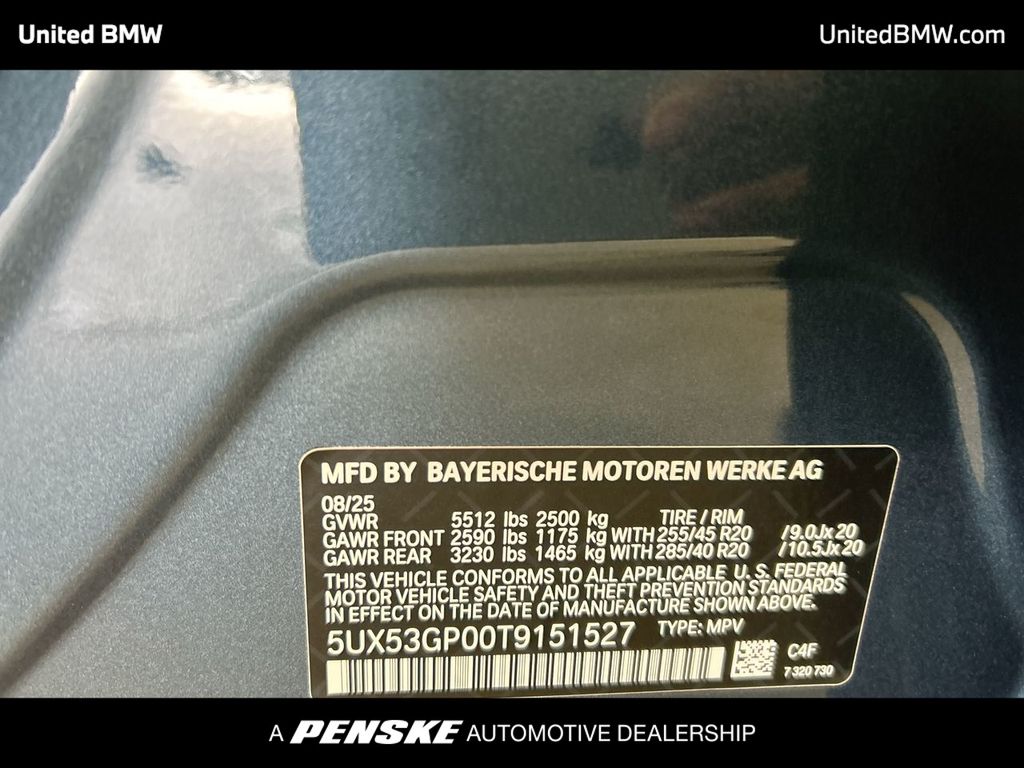 United BMW
UnitedBMW.com
MFD BY BAYERISCHE MOTOREN WERKE AG
08/25
GVWR 5512 lbs 2500 kg TIRE / RIM
GAWR FRONT 2590 lbs 1175 kg WITH 255/45 R20 /9.0Jx20
GAWR REAR 3230 lbs 1465 kg WITH 285/40 R20 /10.5Jx20
THIS VEHICLE CONFORMS TO ALL APPLICABLE U.S. FEDERAL
MOTOR VEHICLE SAFETY AND THEFT PREVENTION STANDARDS
IN EFFECT ON THE DATE OF MANUFACTURE SHOWN ABOVE.
5UX53GP00T9151527 TYPE: MPV
C4F
7 320 730
A PENSKE AUTOMOTIVE DEALERSHIP